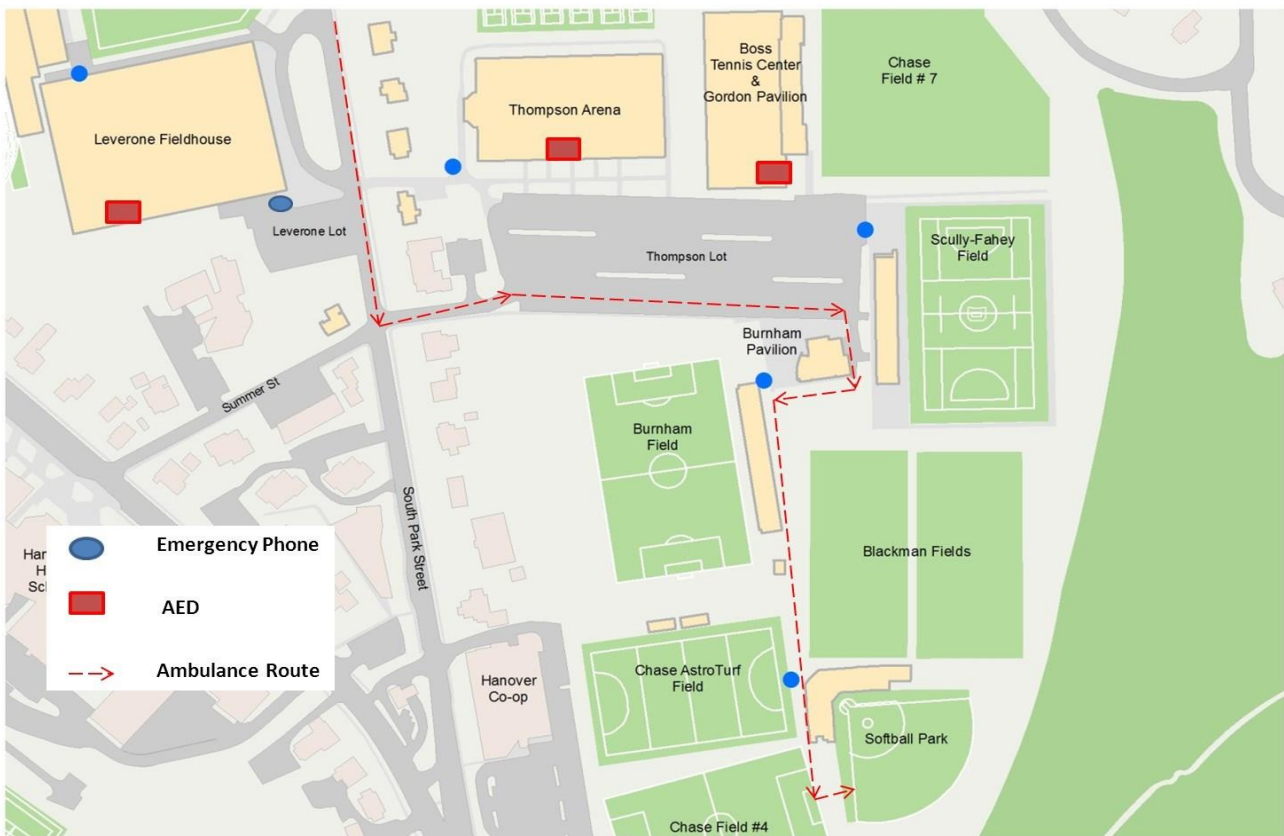 Boss
Tennis Center
&
Gordon Pavilion
Chase
Field # 7
Thompson Arena
Leverone Fieldhouse
Leverone Lot
Scully-Fahey
Field
Thompson Lot
Burnham
Pavilion
Summer St
Burnham
Field
South Park Street
Blackman Fields
Emergency Phone
AED
Ambulance Route
Hanover
Co-op
Chase AstroTurf
Field
Softball Park
Chase Field #4